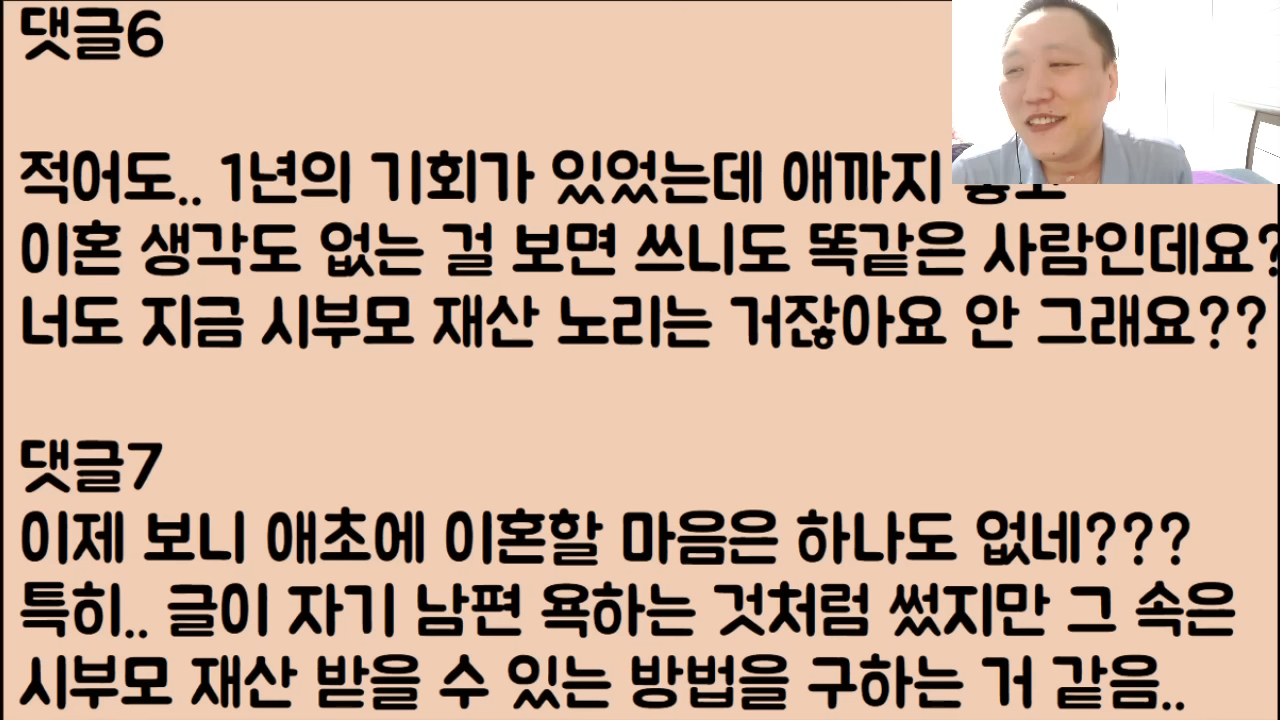 댓글6
적어도.. 1년의 기회가 있었는데 애까지
이혼 생각도 없는 걸 보면 쓰니도 똑같은 사람인데요?
너도 지금 시부모 재산 노리는 거잖아요 안 그래요??
댓글7
이제 보니 애초에 이혼할 마음은 하나도 없네???
특히.. 글이 자기 남편 욕하는 것처럼 썼지만 그 속은
시부모 재산 받을 수 있는 방법을 구하는 거 같음..